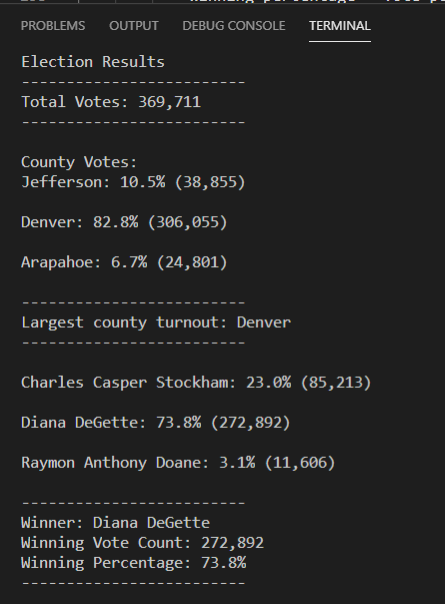 PROBLEMS OUTPUT DEBUG CONSOLE TERMINAL
Election Results
-------------------------
Total Votes: 369,711
-------------------------
County Votes:
Jefferson: 10.5% (38,855)
Denver: 82.8% (306,055)
Arapahoe: 6.7% (24,801)
-------------------------
Largest county turnout: Denver
-------------------------
Charles Casper Stockham: 23.0% (85,213)
Diana DeGette: 73.8% (272,892)
Raymon Anthony Doane: 3.1% (11,606)
-------------------------
Winner: Diana DeGette
Winning Vote Count: 272,892
Winning Percentage: 73.8%
-------------------------